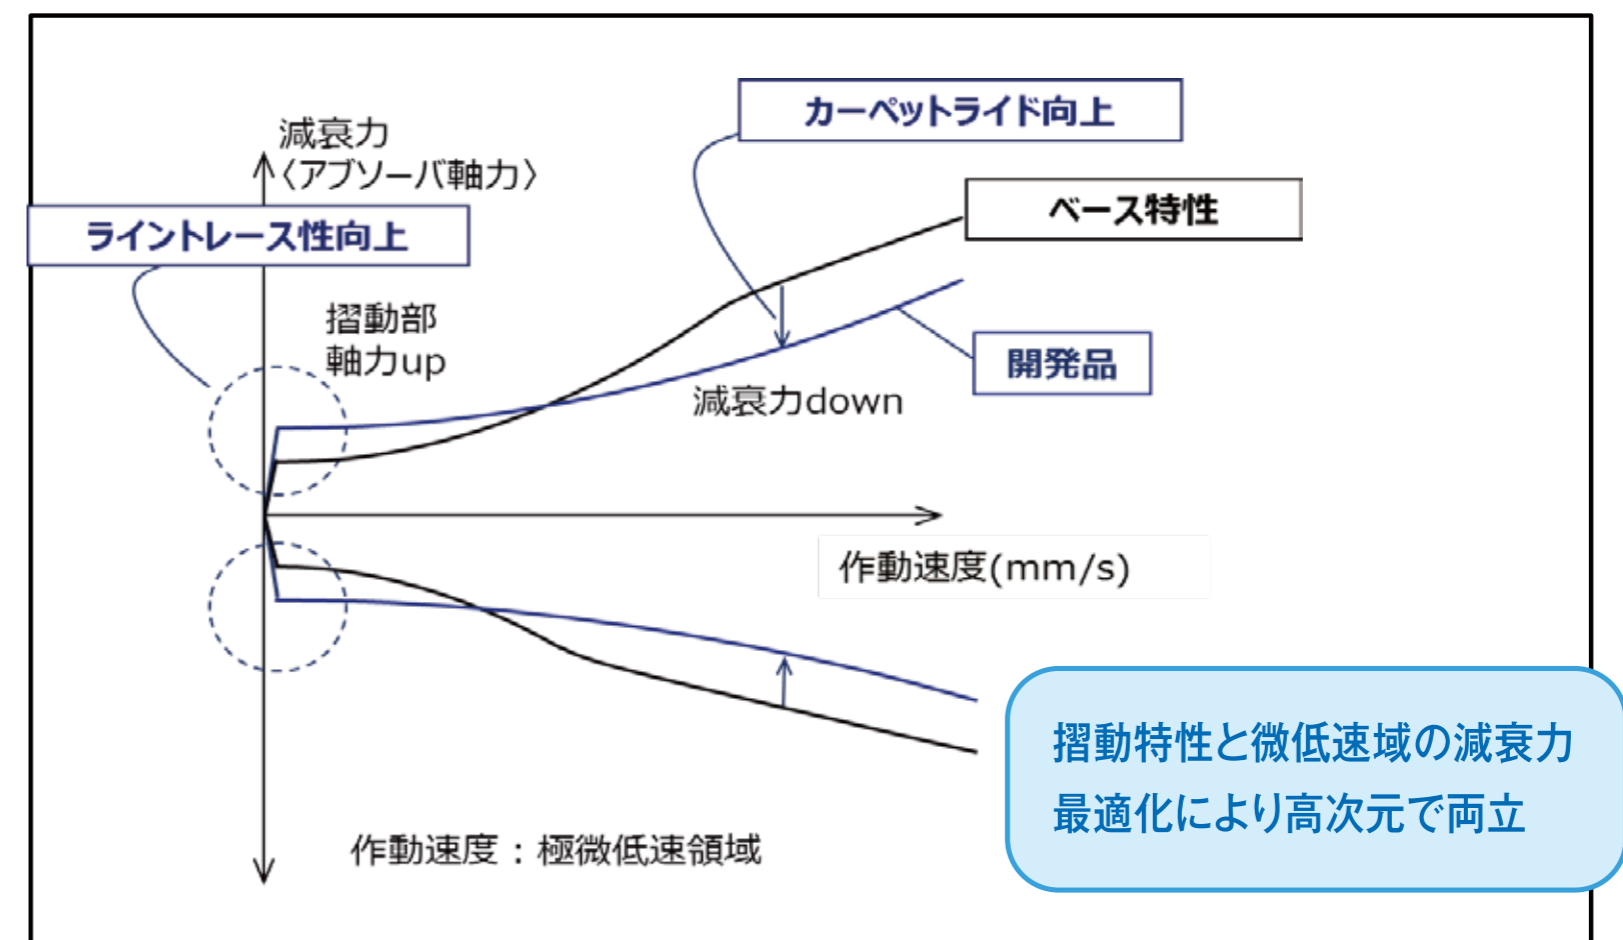 カーペットライド向上
減衰力
〈アブソーバ軸力〉
ベース特性
ライントレース性向上
摺動部
軸力up
開発品
減衰力down
作動速度(mm/s)
摺動特性と微低速域の減衰力
最適化により高次元で両立
作動速度：極微低速領域